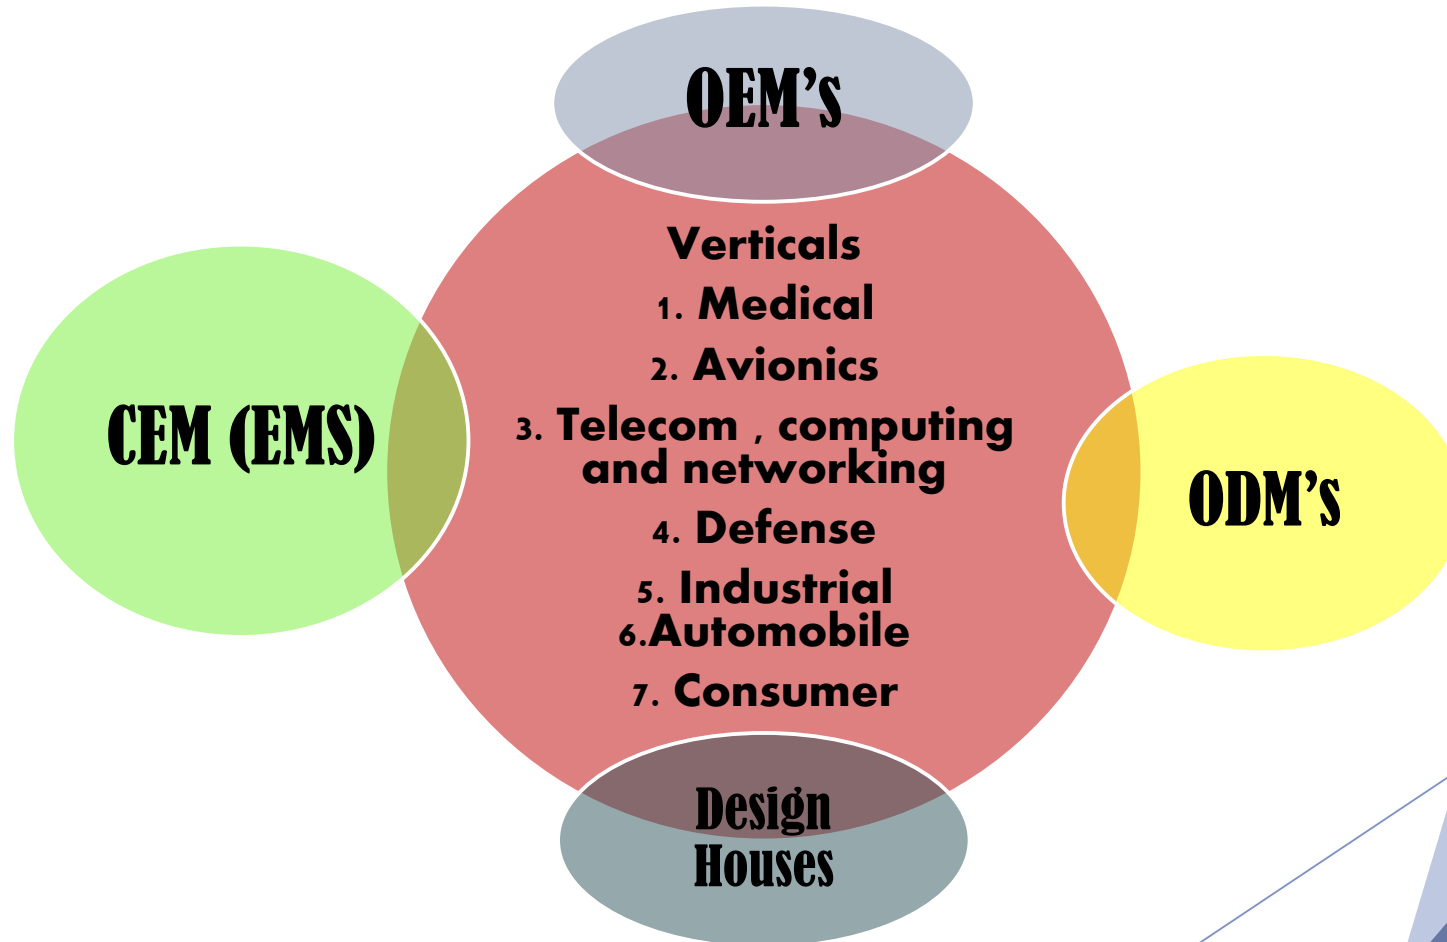 OEM's
Verticals
1. Medical
2. Avionics
3. Telecom , computing
and networking
4. Defense
5. Industrial
6.Automobile
7. Consumer
CEM (EMS)
ODM's
Design
Houses